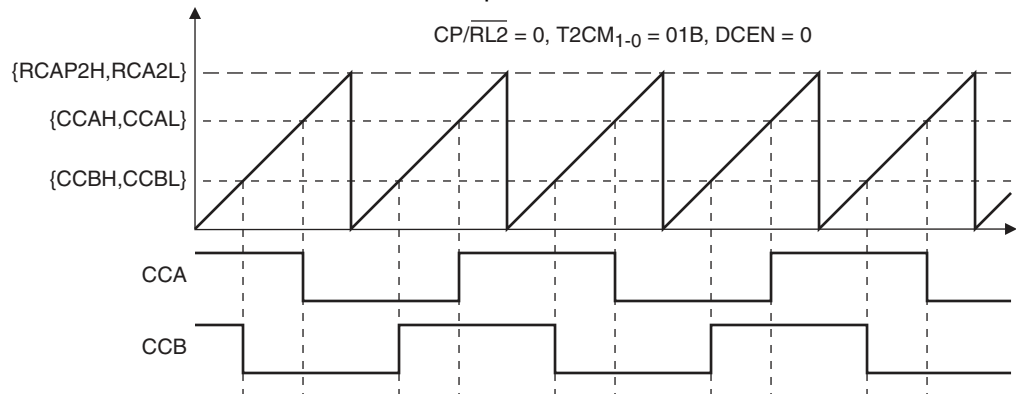 CP/RL2 = 0, T2CM1-0 = 01B, DCEN = 0
{RCAP2H,RCA2L}
{CCAH,CCAL}
{CCBH,CCBL}
CCA
CCB